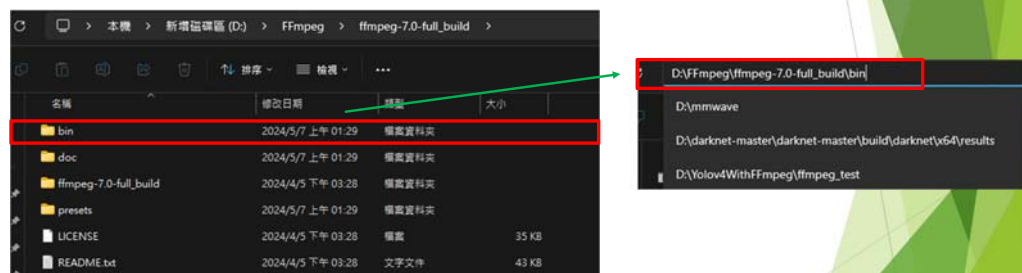 本機 > 新增磁碟區 (D:) > FFmpeg > ffmpeg-7.0-full_build >
排序 檢視 ...
名稱 修改日期 類型 大小
bin 2024/5/7 上午 01:29 檔案資料夾
doc 2024/5/7 上午 01:29 檔案資料夾
ffmpeg-7.0-full_build 2024/4/5 下午 03:28 檔案資料夾
presets 2024/5/7 上午 01:29 檔案資料夾
LICENSE 2024/4/5 下午 03:28 檔案 35 KB
README.txt 2024/4/5 下午 03:28 文字文件 43 KB
D:\FFmpeg\ffmpeg-7.0-full_build\bin
D:\mmwave
D:\darknet-master\darknet-master\build\darknet\x64\results
D:\Yolov4WithFFmpeg\ffmpeg_test